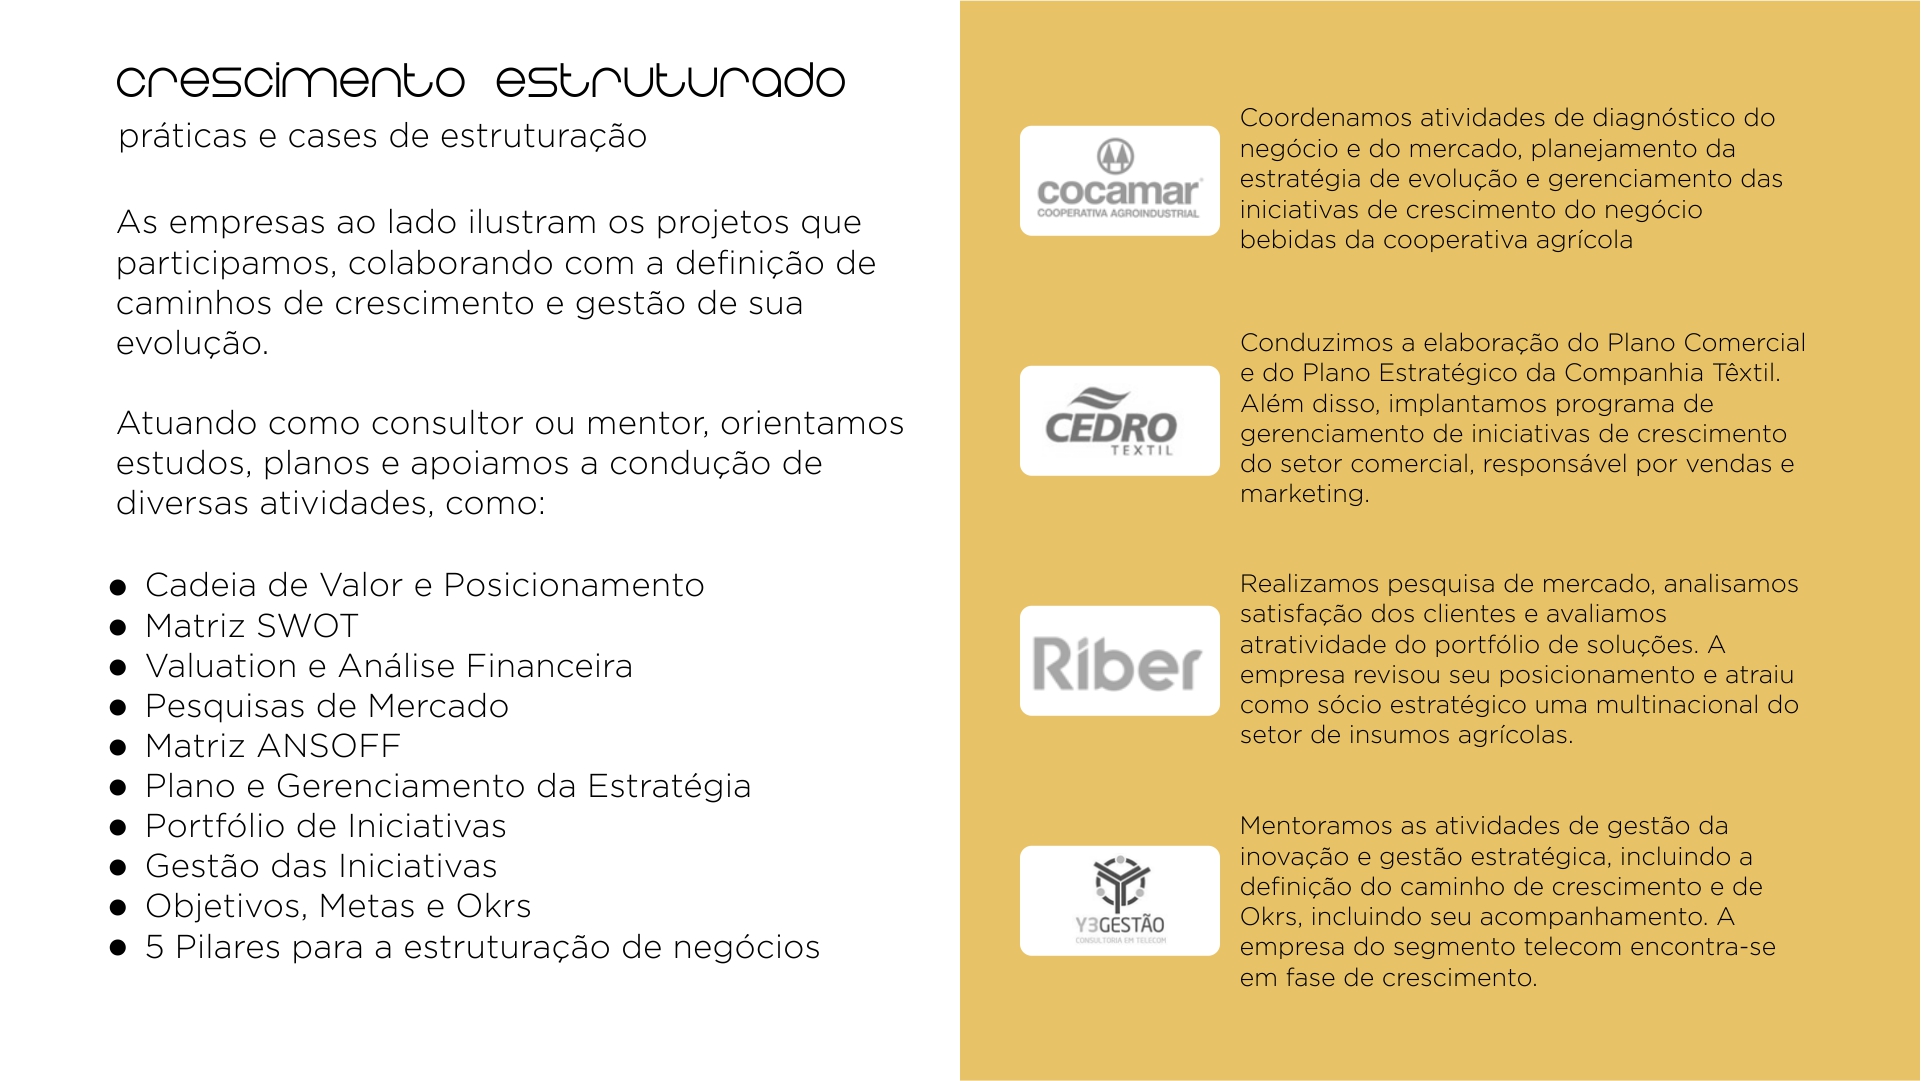 crescimento estruturado
práticas e cases de estruturação
As empresas ao lado ilustram os projetos que
participamos, colaborando com a definição de
caminhos de crescimento e gestão de sua
evolução.
Atuando como consultor ou mentor, orientamos
estudos, planos e apoiamos a condução de
diversas atividades, como:
● Cadeia de Valor e Posicionamento
● Matriz SWOT
● Valuation e Análise Financeira
● Pesquisas de Mercado
● Matriz ANSOFF
● Plano e Gerenciamento da Estratégia
● Portfólio de Iniciativas
● Gestão das Iniciativas
● Objetivos, Metas e Okrs
● 5 Pilares para a estruturação de negócios
cocamar
COOPERATIVA AGROINDUSTRIAL
Coordenamos atividades de diagnóstico do
negócio e do mercado, planejamento da
estratégia de evolução e gerenciamento das
iniciativas de crescimento do negócio
bebidas da cooperativa agrícola
CEDRO
TEXTIL
Conduzimos a elaboração do Plano Comercial
e do Plano Estratégico da Companhia Têxtil.
Além disso, implantamos programa de
gerenciamento de iniciativas de crescimento
do setor comercial, responsável por vendas e
marketing.
Riber
Realizamos pesquisa de mercado, analisamos
satisfação dos clientes e avaliamos
atratividade do portfólio de soluções. A
empresa revisou seu posicionamento e atraiu
como sócio estratégico uma multinacional do
setor de insumos agrícolas.
Y3GESTÃO
CONSULTORIA EM TELECOM
Mentoramos as atividades de gestão da
inovação e gestão estratégica, incluindo a
definição do caminho de crescimento e de
Okrs, incluindo seu acompanhamento. A
empresa do segmento telecom encontra-se
em fase de crescimento.